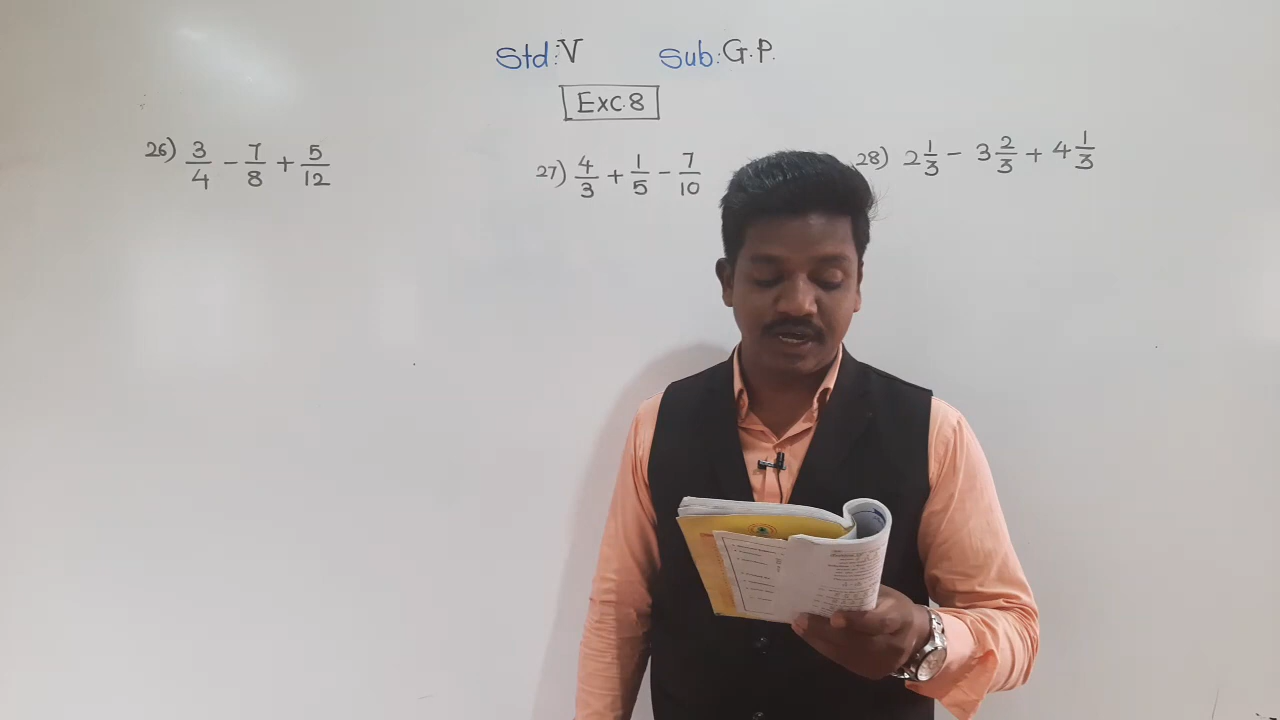 Std: V Sub: G.P.
Exc. 8
26) 3/4 - 7/8 + 5/12
27) 4/3 + 1/5 - 7/10
28) 2 1/3 - 3 2/3 + 4 1/3